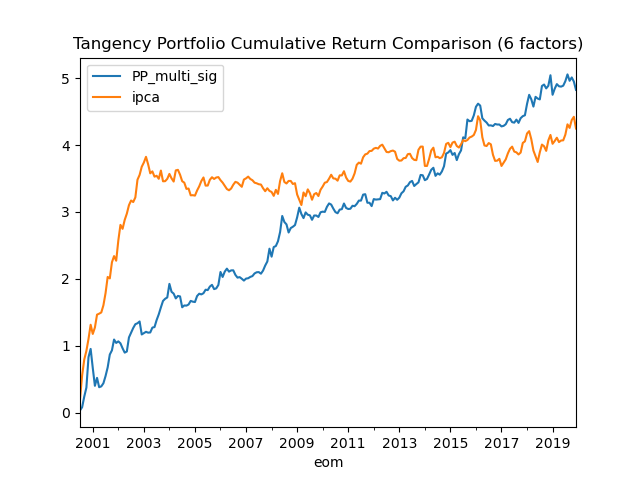 Tangency Portfolio Cumulative Return Comparison (6 factors)
PP_multi_sig
ipca
5
4
3
2
1
0
2001 2003 2005 2007 2009 2011 2013 2015 2017 2019
eom